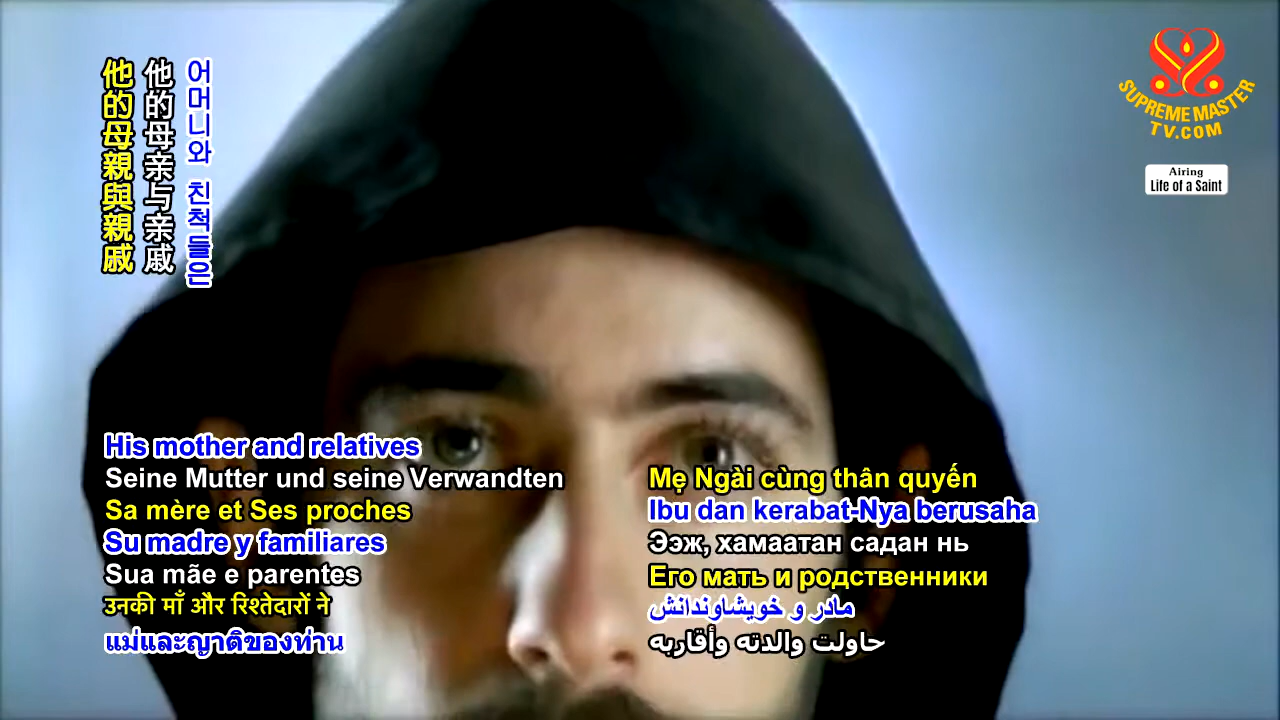 他的母親與親戚
他的母亲与亲戚
어머니와 친척들은
SUPREME MASTER
TV.COM
Airing
Life of a Saint
His mother and relatives
Seine Mutter und seine Verwandten
Sa mère et Ses proches
Su madre y familiares
Sua mãe e parentes
उनकी माँ और रिश्तेदारों ने
แม่และญาติของท่าน
Mẹ Ngài cùng thân quyến
Ibu dan kerabat-Nya berusaha
Ээж, хамаатан садан нь
Его мать и родственники
مادر و خویشاوندانش
حاولت والدته وأقاربه